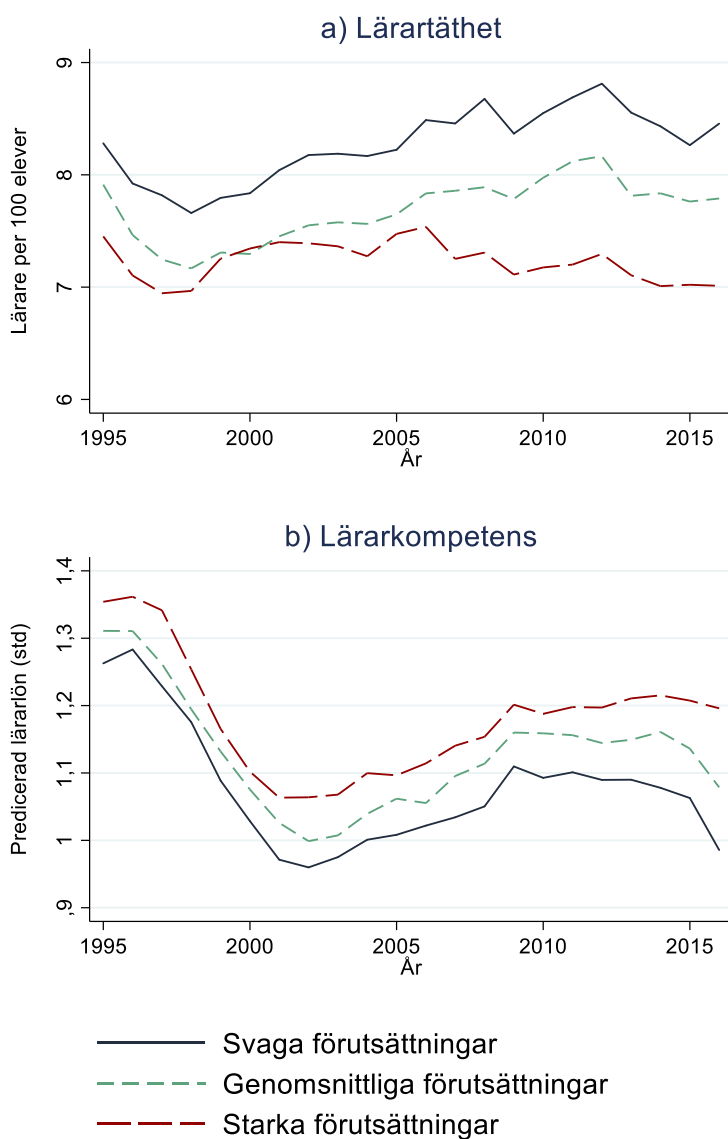 a) Lärartäthet
Lärare per 100 elever
9
8
7
6
1995 2000 2005 2010 2015
År
b) Lärarkompetens
Predicerad lärarlön (std)
1,4
1,3
1,2
1,1
1
,9
1995 2000 2005 2010 2015
År
Svaga förutsättningar
Genomsnittliga förutsättningar
Starka förutsättningar